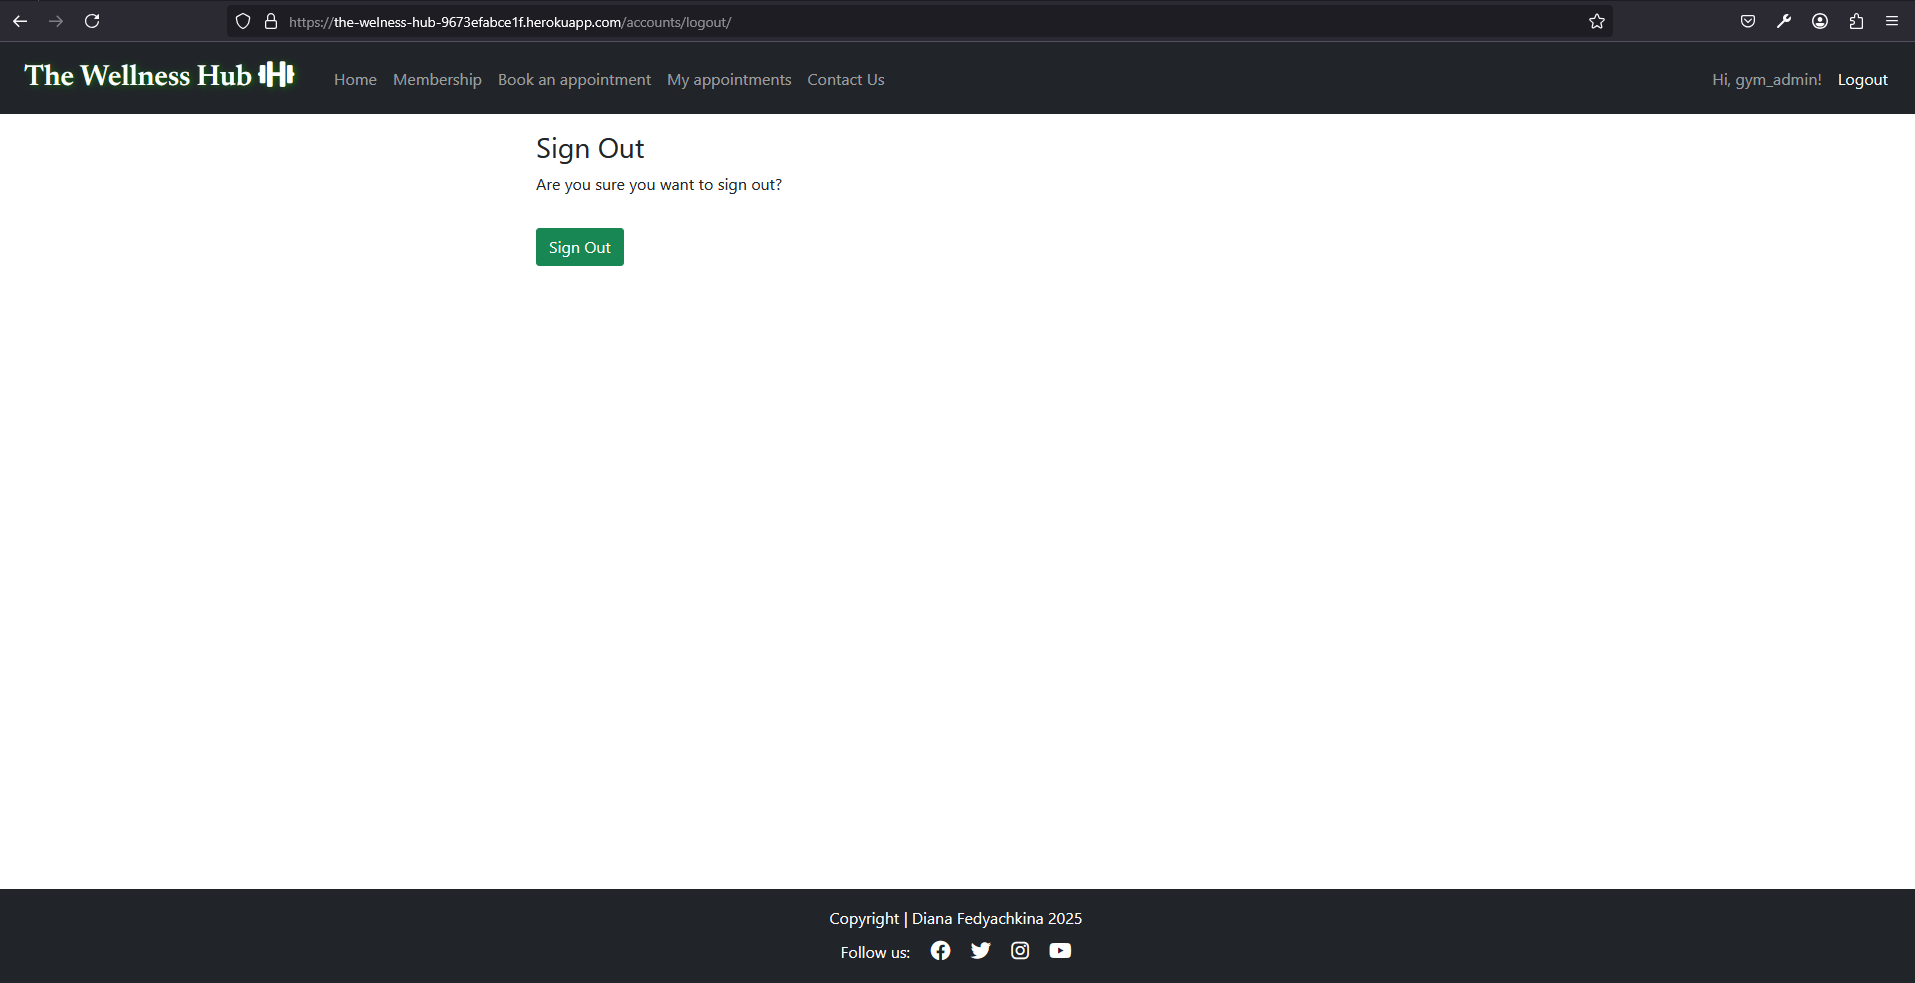 https://the-welness-hub-9673efabce1f.herokuapp.com/accounts/logout/
The Wellness Hub Home Membership Book an appointment My appointments Contact Us Hi, gym_admin! Logout
Sign Out
Are you sure you want to sign out?
Sign Out
Copyright | Diana Fedyachkina 2025
Follow us: